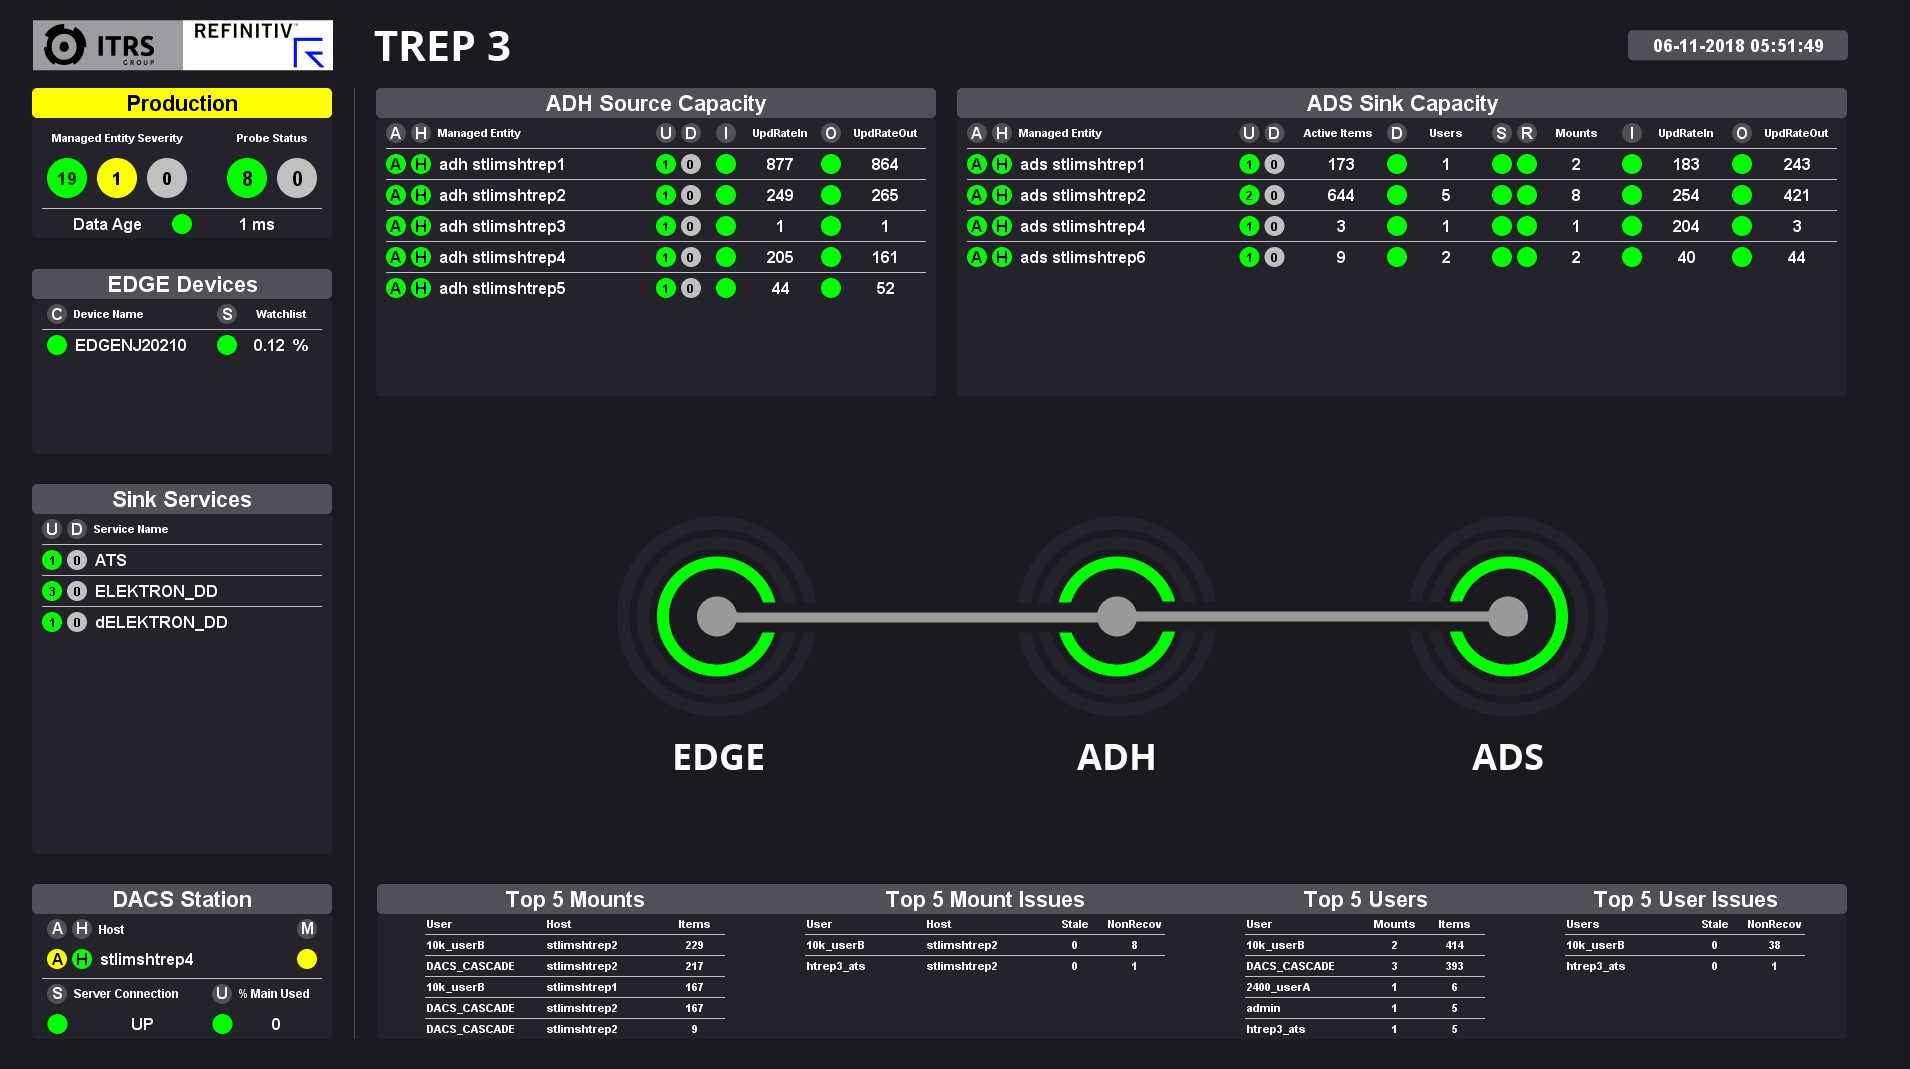 ITRS
GROUP
REFINITIV™
TREP 3
06-11-2018 05:51:49
Production
Managed Entity Severity Probe Status
19 1 0 8 0
Data Age 1 ms
EDGE Devices
C Device Name S Watchlist
EDGENJ20210 0.12 %
Sink Services
U D Service Name
1 0 ATS
3 0 ELEKTRON_DD
1 0 dELEKTRON_DD
DACS Station
A H Host M
A H stlimshtrep4
S Server Connection U % Main Used
UP 0
ADH Source Capacity
A H Managed Entity U D I UpdRateIn O UpdRateOut
A H adh stlimshtrep1 1 0 877 864
A H adh stlimshtrep2 1 0 249 265
A H adh stlimshtrep3 1 0 1 1
A H adh stlimshtrep4 1 0 205 161
A H adh stlimshtrep5 1 0 44 52
ADS Sink Capacity
A H Managed Entity U D Active Items D Users S R Mounts I UpdRateIn O UpdRateOut
A H ads stlimshtrep1 1 0 173 1 2 183 243
A H ads stlimshtrep2 2 0 644 5 8 254 421
A H ads stlimshtrep4 1 0 3 1 1 204 3
A H ads stlimshtrep6 1 0 9 2 2 40 44
EDGE ADH ADS
Top 5 Mounts
User Host Items
10k_userB stlimshtrep2 229
DACS_CASCADE stlimshtrep2 217
10k_userB stlimshtrep1 167
DACS_CASCADE stlimshtrep2 167
DACS_CASCADE stlimshtrep2 9
Top 5 Mount Issues
User Host Stale NonRecov
10k_userB stlimshtrep2 0 8
htrep3_ats stlimshtrep2 0 1
Top 5 Users
User Mounts Items
10k_userB 2 414
DACS_CASCADE 3 393
2400_userA 1 6
admin 1 5
htrep3_ats 1 5
Top 5 User Issues
Users Stale NonRecov
10k_userB 0 38
htrep3_ats 0 1